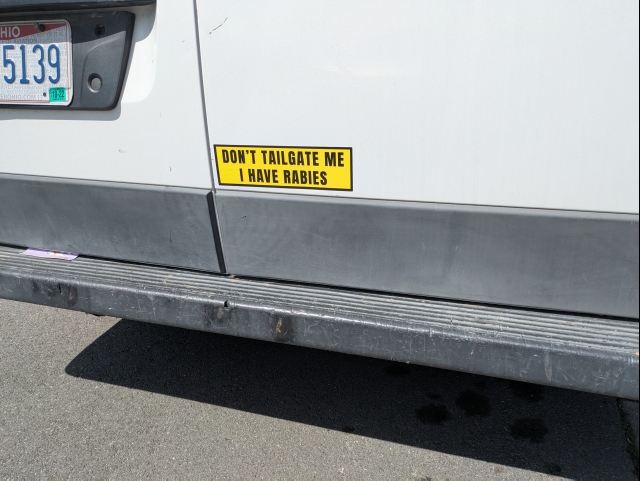 HIO
5139
DON'T TAILGATE ME
I HAVE RABIES